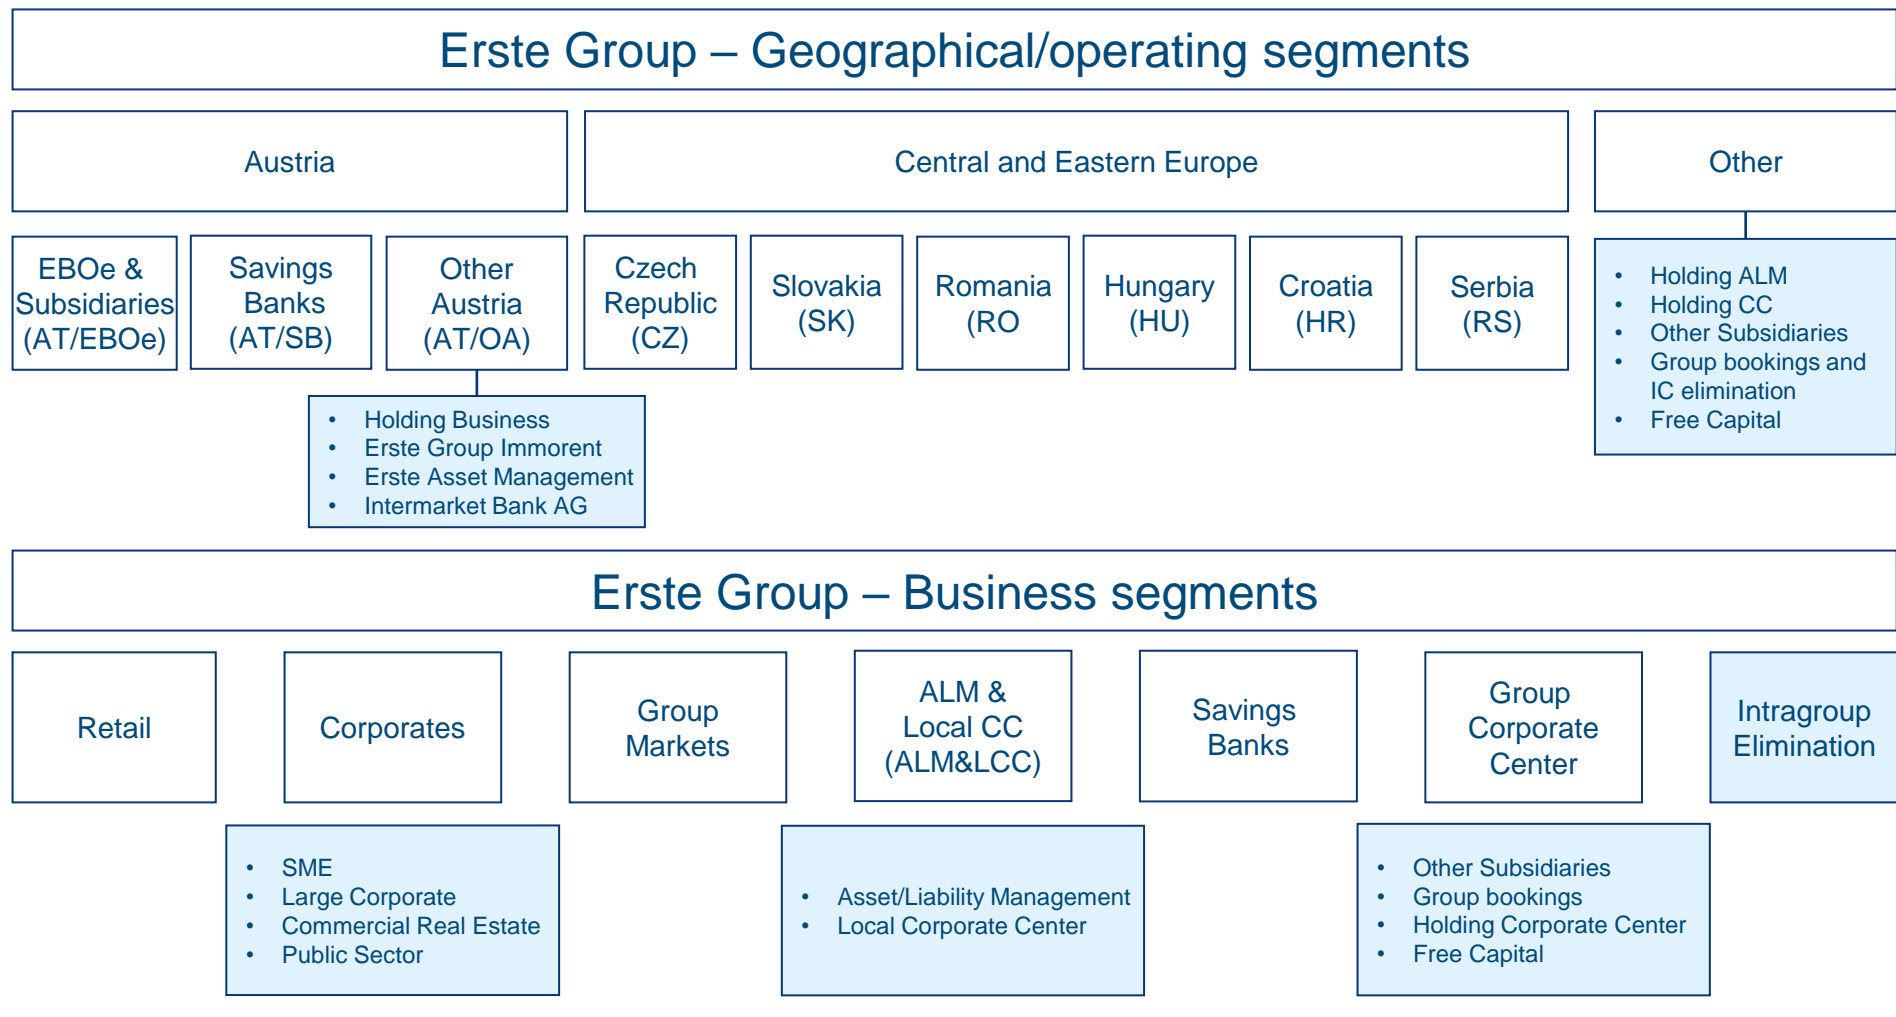 Erste Group – Geographical/operating segments
Austria
Central and Eastern Europe
Other
EBOe &
Subsidiaries
(AT/EBOe)
Savings
Banks
(AT/SB)
Other
Austria
(AT/OA)
Czech
Republic
(CZ)
Slovakia
(SK)
Romania
(RO
Hungary
(HU)
Croatia
(HR)
Serbia
(RS)
• Holding ALM
• Holding CC
• Other Subsidiaries
• Group bookings and
IC elimination
• Free Capital
• Holding Business
• Erste Group Immorent
• Erste Asset Management
• Intermarket Bank AG
Erste Group – Business segments
Retail
Corporates
Group
Markets
ALM &
Local CC
(ALM&LCC)
Savings
Banks
Group
Corporate
Center
Intragroup
Elimination
• SME
• Large Corporate
• Commercial Real Estate
• Public Sector
• Asset/Liability Management
• Local Corporate Center
• Other Subsidiaries
• Group bookings
• Holding Corporate Center
• Free Capital